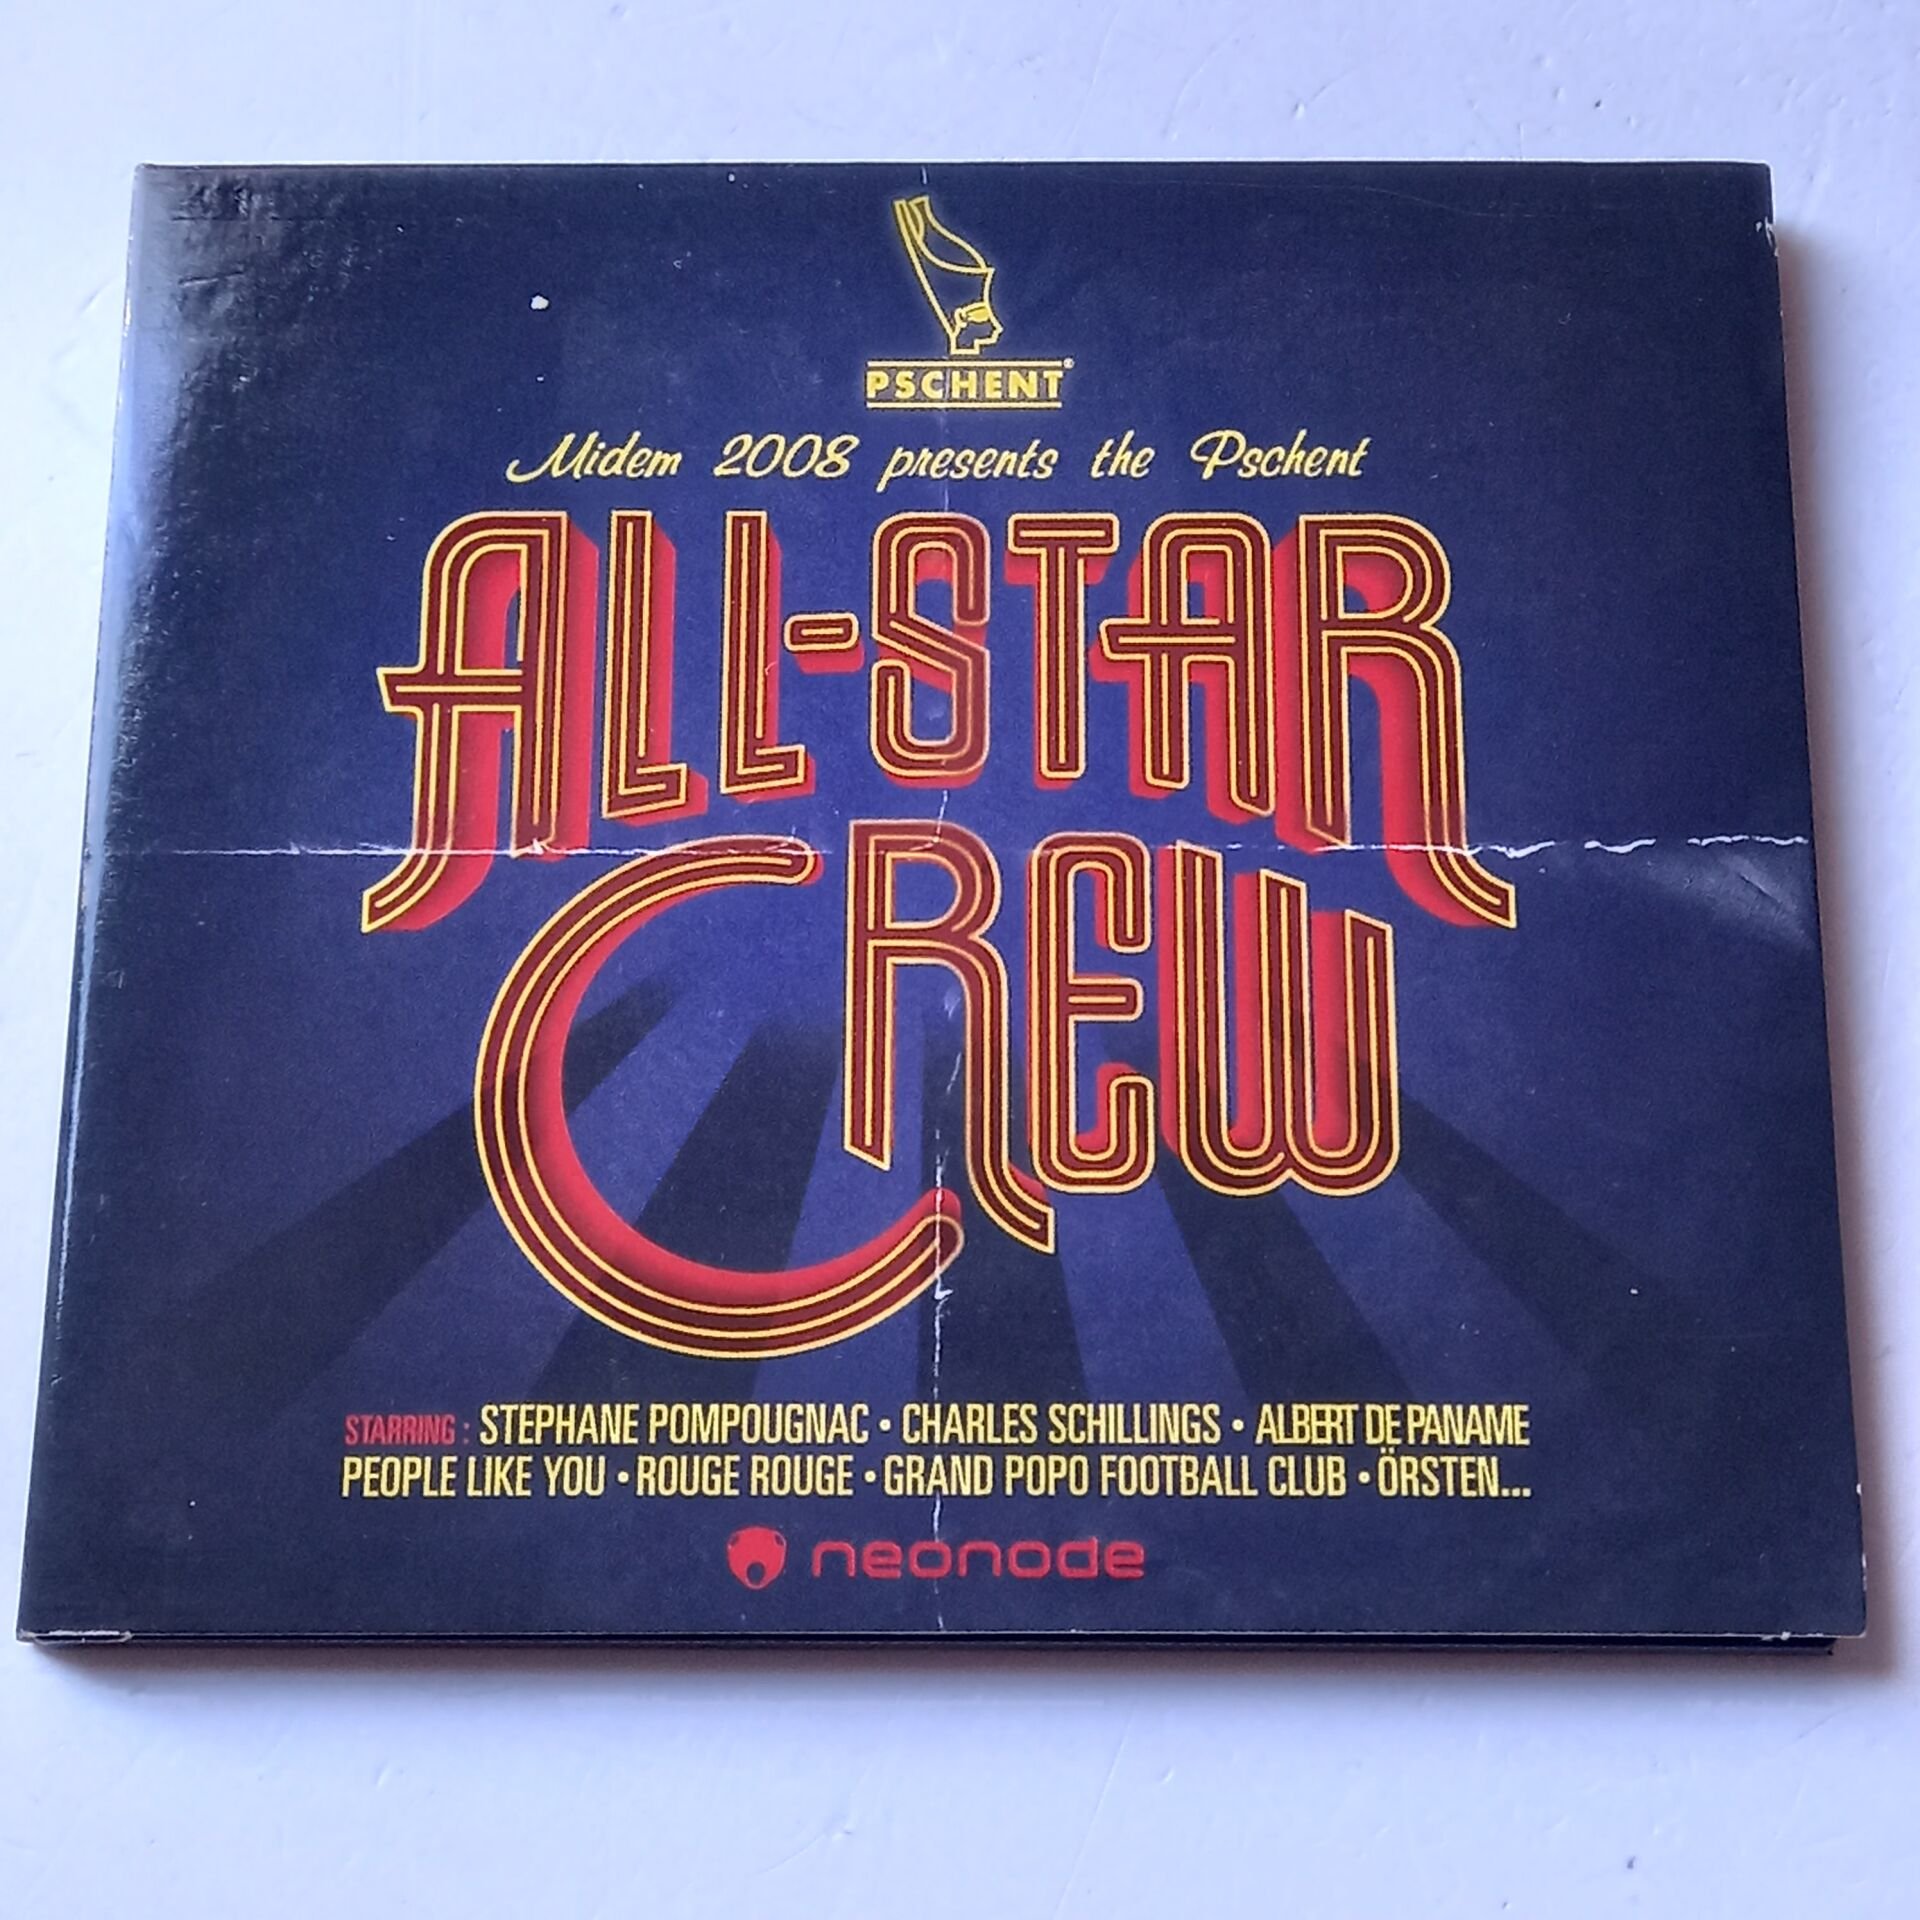 PSCHENT®
Midem 2008 presents the Pschent
ALL-STAR
CREW
STARRING : STEPHANE POMPOUGNAC • CHARLES SCHILLINGS • ALBERT DE PANAME
PEOPLE LIKE YOU • ROUGE ROUGE • GRAND POPO FOOTBALL CLUB • ÖRSTEN...
neonode